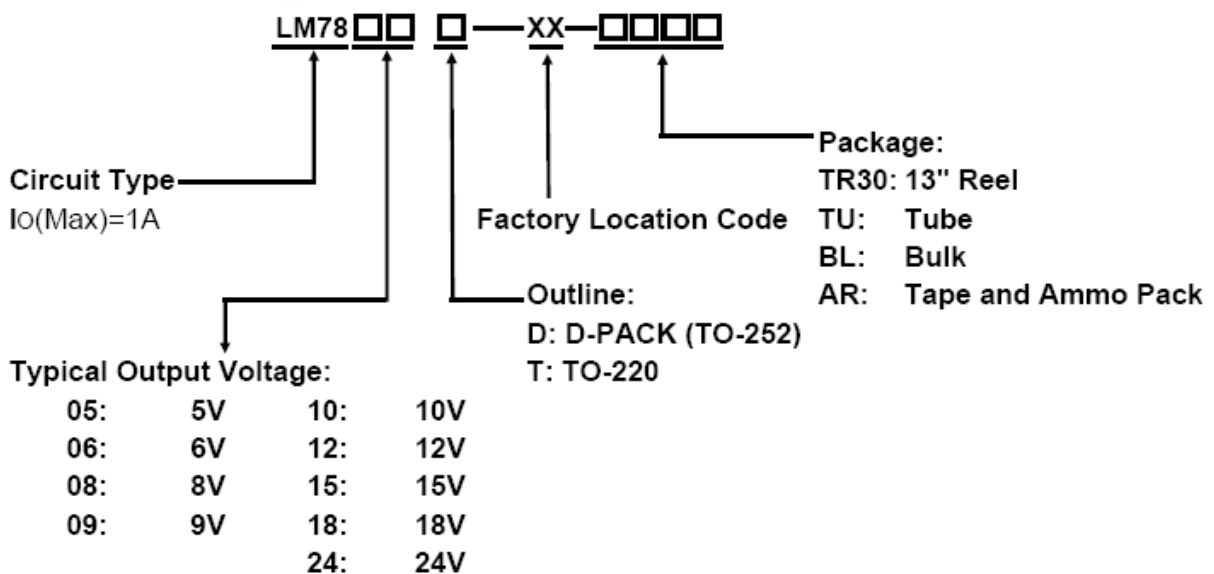 LM78□□ □—XX—□□□□
Package:
Circuit Type
TR30: 13" Reel
IO(Max)=1A
Factory Location Code
TU: Tube
BL: Bulk
Outline:
AR: Tape and Ammo Pack
D: D-PACK (TO-252)
Typical Output Voltage:
T: TO-220
05: 5V 10: 10V
06: 6V 12: 12V
08: 8V 15: 15V
09: 9V 18: 18V
24: 24V